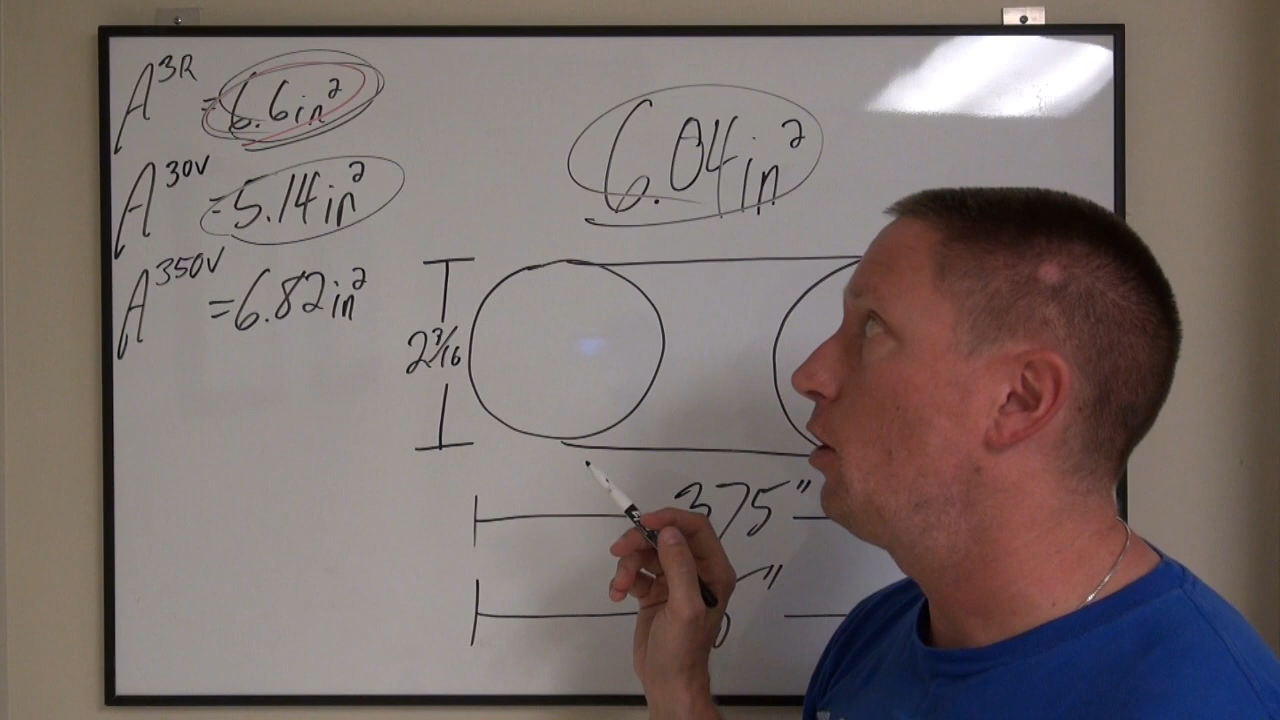 A^3R = 6.6in²
A^30V = 5.14in²
A^350V = 6.82in²
6.04in²
2 3/16
375"
"